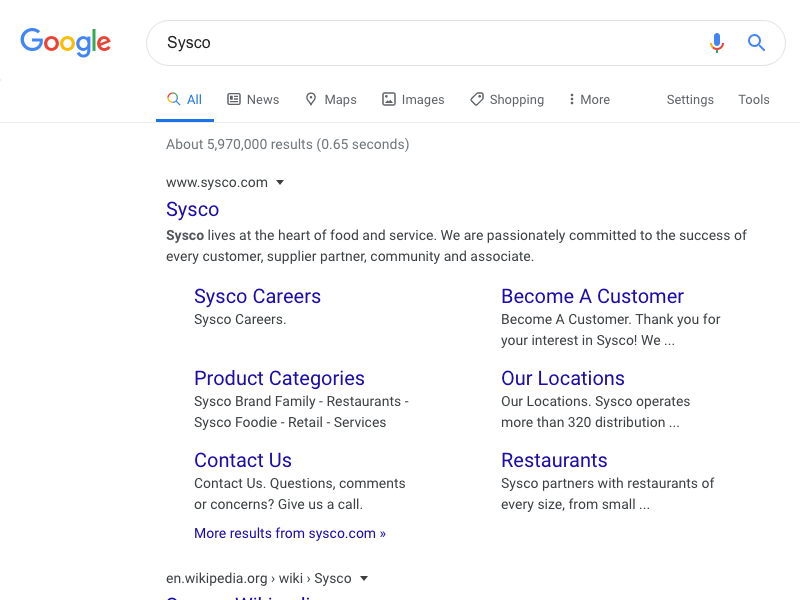 Google
Sysco
All News Maps Images Shopping More Settings Tools
About 5,970,000 results (0.65 seconds)
www.sysco.com
Sysco
Sysco lives at the heart of food and service. We are passionately committed to the success of
every customer, supplier partner, community and associate.
Sysco Careers
Sysco Careers.
Become A Customer
Become A Customer. Thank you for
your interest in Sysco! We ...
Product Categories
Sysco Brand Family - Restaurants -
Sysco Foodie - Retail - Services
Our Locations
Our Locations. Sysco operates
more than 320 distribution ...
Contact Us
Contact Us. Questions, comments
or concerns? Give us a call.
Restaurants
Sysco partners with restaurants of
every size, from small ...
More results from sysco.com »
en.wikipedia.org › wiki › Sysco